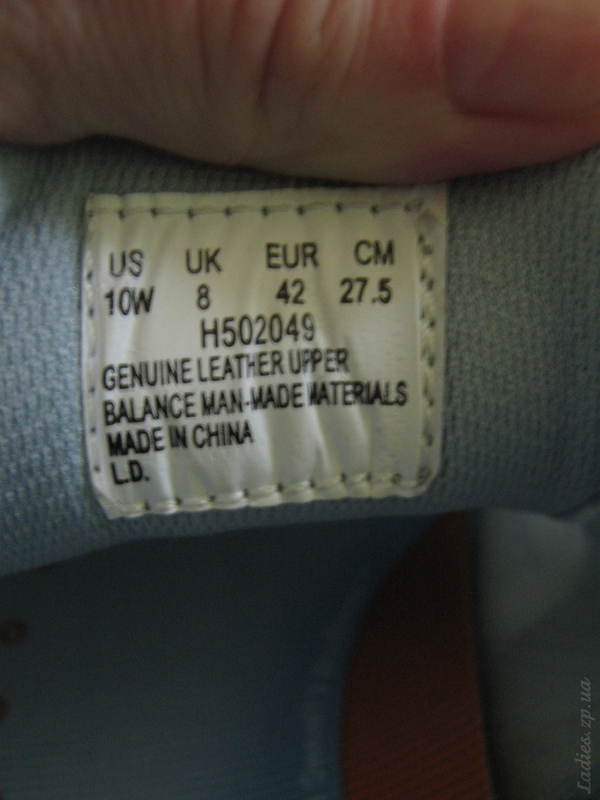 US UK EUR CM
10W 8 42 27.5
H502049
GENUINE LEATHER UPPER
BALANCE MAN-MADE MATERIALS
MADE IN CHINA
L.D.
Ladies.zp.ua